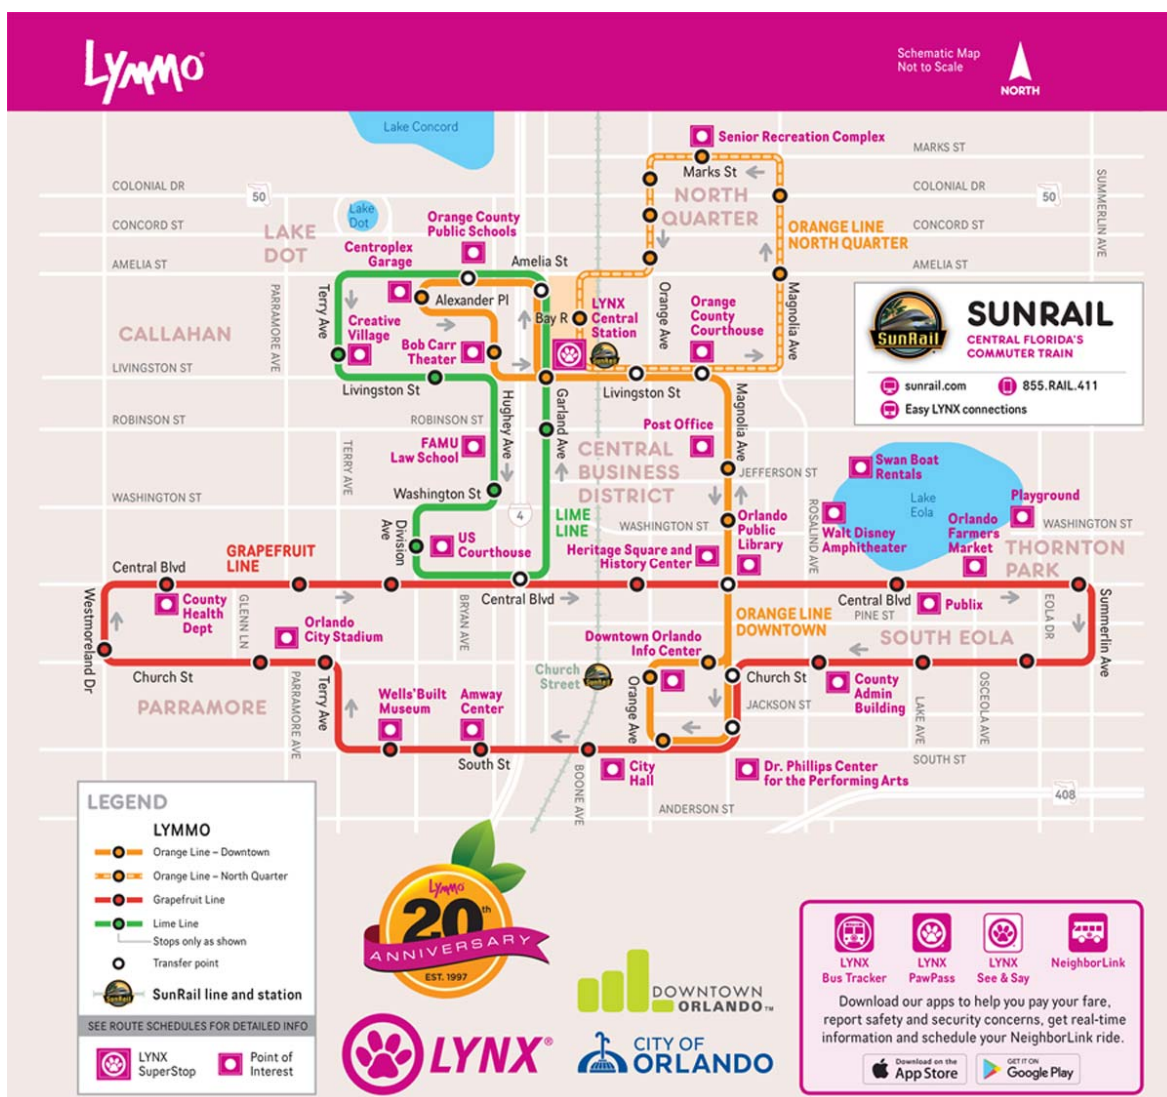 LYMMO®
Schematic Map
Not to Scale
NORTH
Lake Concord
Senior Recreation Complex
MARKS ST
Marks St
COLONIAL DR
50
NORTH
QUARTER
COLONIAL DR
50
SUMMERLIN AVE
Lake
Dot
Orange County
Public Schools
CONCORD ST
LAKE
DOT
ORANGE LINE
NORTH QUARTER
CONCORD ST
Centroplex
Garage
Amelia St
AMELIA ST
AMELIA ST
PARRAMORE AVE
Terry Ave
Alexander Pl
Bay R
LYNX
Central
Station
Orange Ave
Orange
County
Courthouse
Magnolia Ave
CALLAHAN
Creative
Village
Bob Carr
Theater
SunRail
LIVINGSTON ST
Livingston St
Livingston St
LIVINGSTON ST
SunRail
SUNRAIL
CENTRAL FLORIDA'S
COMMUTER TRAIN
sunrail.com
855.RAIL.411
Easy LYNX connections
ROBINSON ST
ROBINSON ST
Hughey Ave
Garland Ave
Post Office
Magnolia Ave
TERRY AVE
FAMU
Law School
CENTRAL
BUSINESS
DISTRICT
JEFFERSON ST
Swan Boat
Rentals
Lake
Eola
Playground
WASHINGTON ST
Washington St
4
LIME
LINE
WASHINGTON ST
Orlando
Public
Library
ROSALIND AVE
Walt Disney
Amphitheater
Orlando
Farmers
Market
WASHINGTON ST
THORNTON
PARK
Division
Ave
US
Courthouse
Heritage Square and
History Center
GRAPEFRUIT
LINE
Central Blvd
Central Blvd
Central Blvd
PINE ST
Publix
Westmoreland Dr
County
Health
Dept
GLENN LN
Orlando
City Stadium
BRYAN AVE
ORANGE LINE
DOWNTOWN
SOUTH EOLA
EOLA DR
Summerlin Ave
Downtown Orlando
Info Center
Church St
Church
Street
Church St
PARRAMORE
PARRAMORE AVE
Terry Ave
Wells'Built
Museum
Amway
Center
Orange Ave
JACKSON ST
County
Admin
Building
LAKE AVE
OSCEOLA AVE
South St
SOUTH ST
BOONE AVE
City
Hall
Dr. Phillips Center
for the Performing Arts
ANDERSON ST
408
LEGEND
LYMMO
Orange Line – Downtown
Orange Line – North Quarter
Grapefruit Line
Lime Line
Stops only as shown
Transfer point
SunRail line and station
SEE ROUTE SCHEDULES FOR DETAILED INFO
LYNX
SuperStop
Point of
Interest
Lymmo
20th
ANNIVERSARY
EST. 1997
LYNX®
DOWNTOWN
ORLANDO™
CITY OF
ORLANDO
LYNX
Bus Tracker
LYNX
PawPass
LYNX
See & Say
NeighborLink
Download our apps to help you pay your fare,
report safety and security concerns, get real-time
information and schedule your NeighborLink ride.
Download on the
App Store
GET IT ON
Google Play